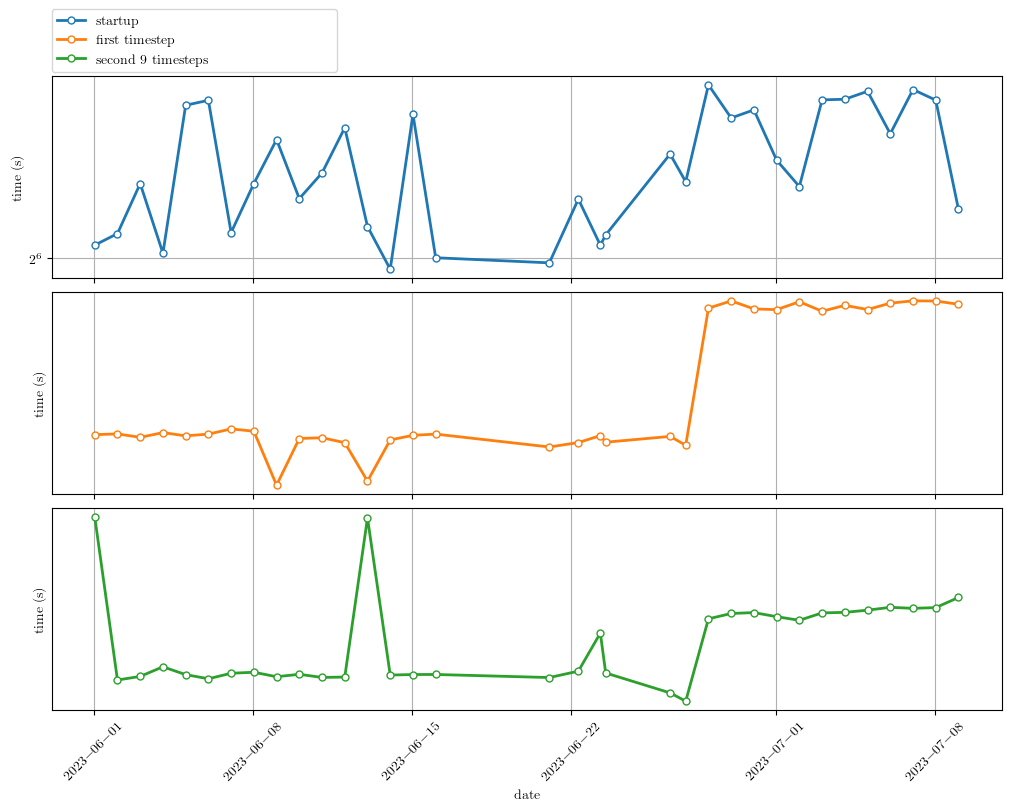 startup
first timestep
second 9 timesteps
time (s)
2^6
time (s)
time (s)
2023−06−01
2023−06−08
2023−06−15
2023−06−22
2023−07−01
2023−07−08
date